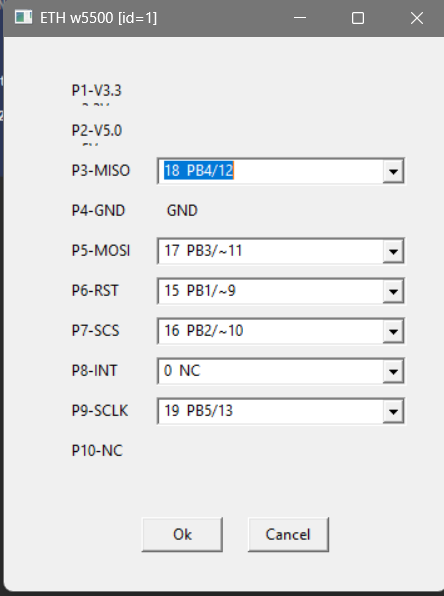 ETH w5500 [id=1]
P1-V3.3
P2-V5.0
P3-MISO 18 PB4/12
P4-GND GND
P5-MOSI 17 PB3/~11
P6-RST 15 PB1/~9
P7-SCS 16 PB2/~10
P8-INT 0 NC
P9-SCLK 19 PB5/13
P10-NC
Ok Cancel